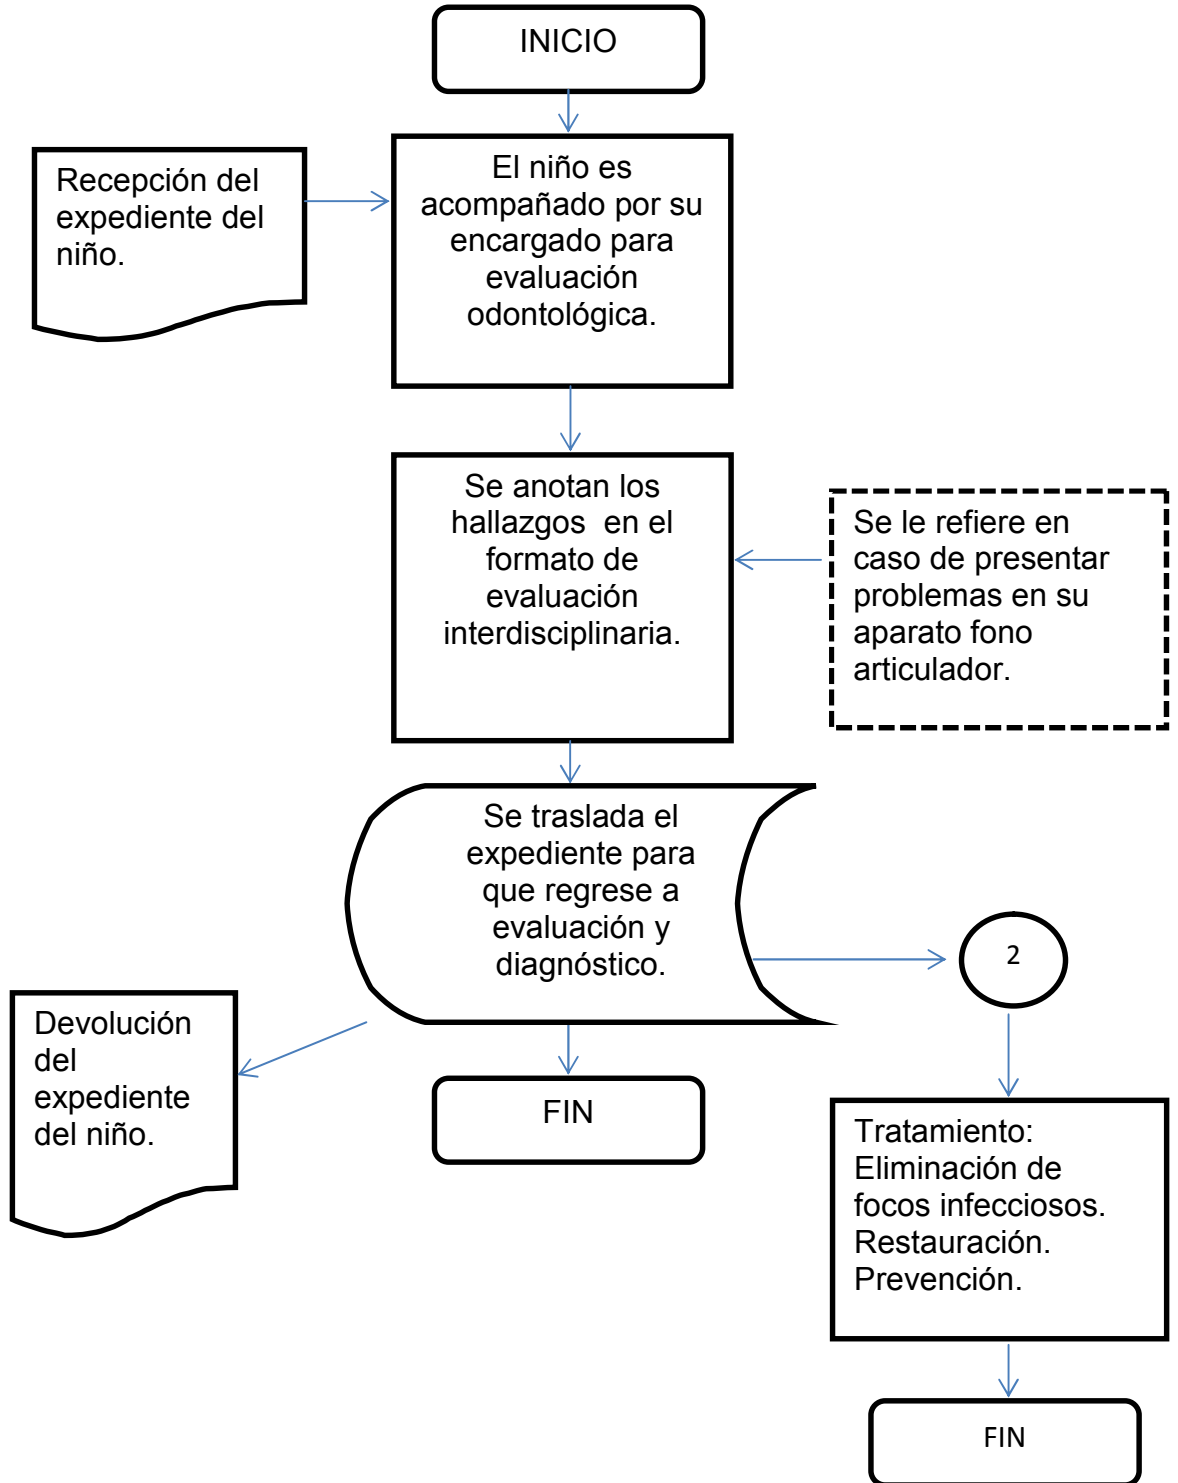 INICIO
Recepción del
expediente del
niño.
El niño es
acompañado por su
encargado para
evaluación
odontológica.
Se anotan los
hallazgos en el
formato de
evaluación
interdisciplinaria.
Se le refiere en
caso de presentar
problemas en su
aparato fono
articulador.
Se traslada el
expediente para
que regrese a
evaluación y
diagnóstico.
2
Devolución
del
expediente
del niño.
FIN
Tratamiento:
Eliminación de
focos infecciosos.
Restauración.
Prevención.
FIN